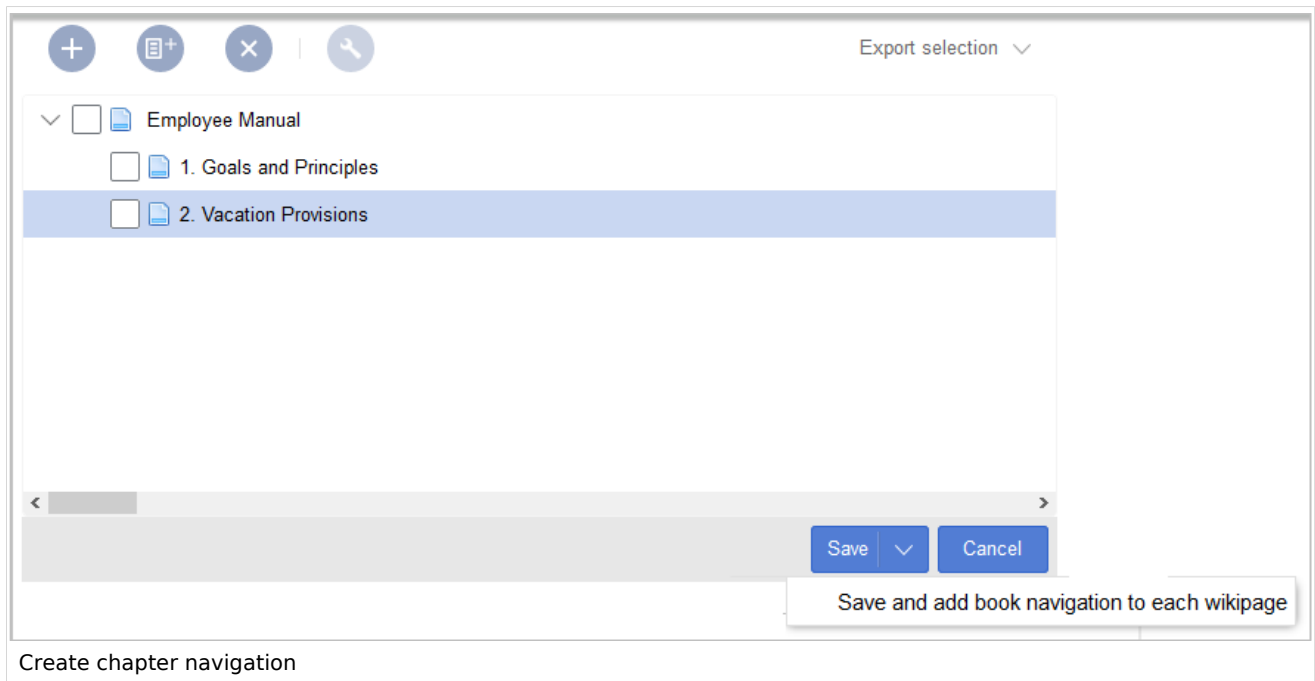 Export selection
Employee Manual
1. Goals and Principles
2. Vacation Provisions
Save Cancel
Save and add book navigation to each wikipage
Create chapter navigation